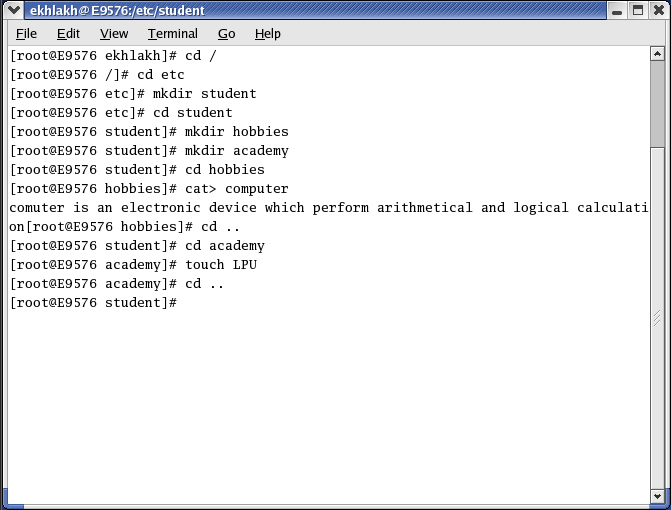 ekhlakh@E9576:/etc/student
File Edit View Terminal Go Help
[root@E9576 ekhlakh]# cd /
[root@E9576 /]# cd etc
[root@E9576 etc]# mkdir student
[root@E9576 etc]# cd student
[root@E9576 student]# mkdir hobbies
[root@E9576 student]# mkdir academy
[root@E9576 student]# cd hobbies
[root@E9576 hobbies]# cat> computer
comuter is an electronic device which perform arithmetical and logical calculati
on[root@E9576 hobbies]# cd ..
[root@E9576 student]# cd academy
[root@E9576 academy]# touch LPU
[root@E9576 academy]# cd ..
[root@E9576 student]#